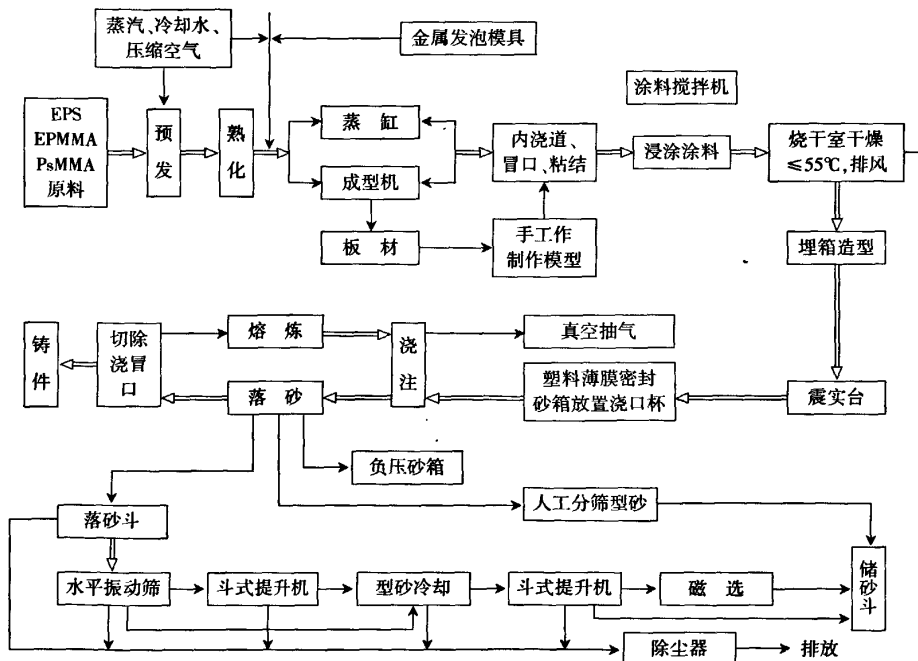 蒸汽、冷却水、
压缩空气
金属发泡模具
涂料搅拌机
EPS
EPMMA
PsMMA
原料
预发
熟化
蒸缸
成型机
板材
内浇道、
冒口、粘结
手工作
制作模型
浸涂涂料
烧干室干燥
≤55℃,排风
埋箱造型
铸件
切除
浇冒
口
熔炼
落砂
浇注
真空抽气
塑料薄膜密封
砂箱放置浇口杯
震实台
负压砂箱
人工分筛型砂
落砂斗
水平振动筛
斗式提升机
型砂冷却
斗式提升机
磁选
储砂斗
除尘器
排放